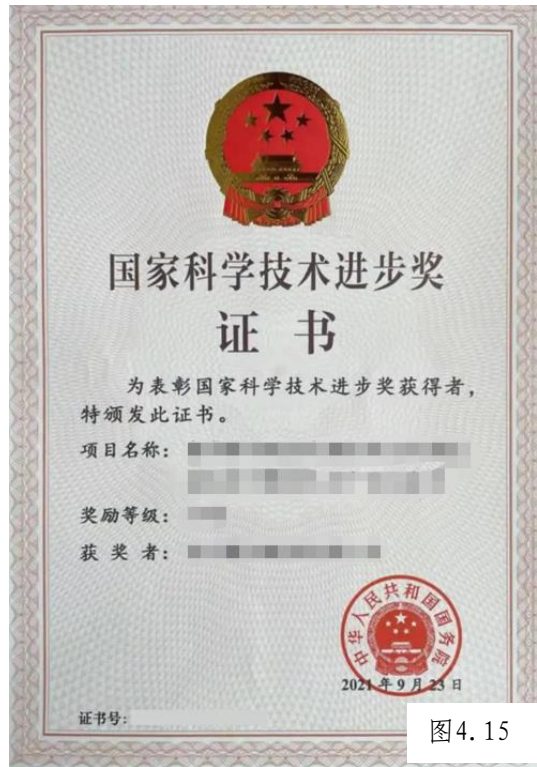 国家科学技术进步奖
证书
为表彰国家科学技术进步奖获得者，
特颁发此证书。
项目名称：
奖励等级：
获奖者：
中华人民共和国国务院
2021年9月23日
证书号：
图4.15